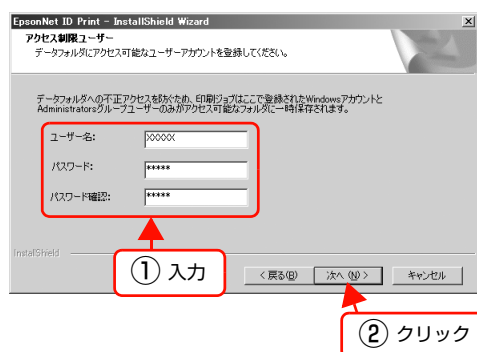 EpsonNet ID Print - InstallShield Wizard
アクセス制限ユーザー
データフォルダにアクセス可能なユーザーアカウントを登録してください。
データフォルダへの不正アクセスを防ぐため、印刷ジョブはここで登録されたWindowsアカウントと
Administratorsグループユーザーのみがアクセス可能なフォルダに一時保存されます。
ユーザー名: XXXXX
パスワード: *****
パスワード確認: *****
InstallShield
① 入力
< 戻る(B) 次へ (N) > キャンセル
② クリック